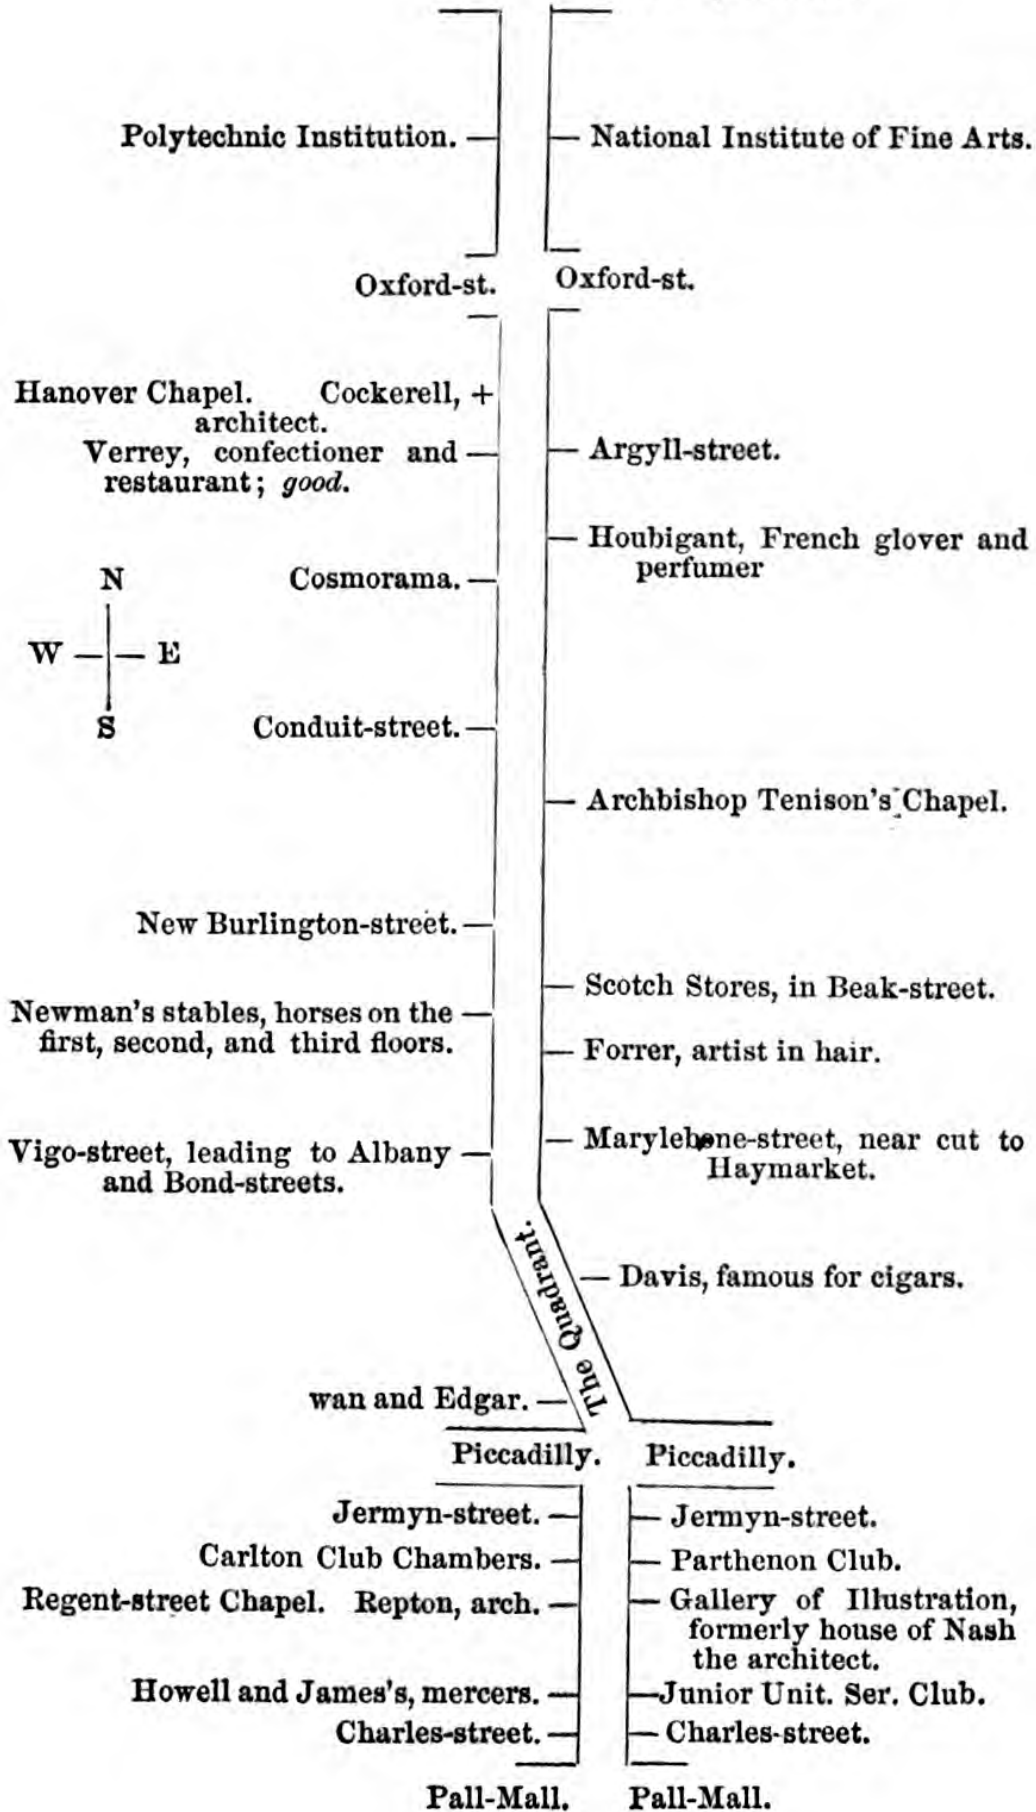 Polytechnic Institution. National Institute of Fine Arts.
Oxford-st. Oxford-st.
Hanover Chapel. Cockerell,
architect.
Verrey, confectioner and
restaurant; good.
Argyll-street.
Houbigant, French glover and
perfumer
Cosmorama.
N
W E
S
Conduit-street.
Archbishop Tenison's Chapel.
New Burlington-street.
Scotch Stores, in Beak-street.
Newman's stables, horses on the
first, second, and third floors.
Forrer, artist in hair.
Marylebone-street, near cut to
Haymarket.
Vigo-street, leading to Albany
and Bond-streets.
The Quadrant.
Davis, famous for cigars.
wan and Edgar.
Piccadilly. Piccadilly.
Jermyn-street. Jermyn-street.
Carlton Club Chambers. Parthenon Club.
Regent-street Chapel. Repton, arch.
Gallery of Illustration,
formerly house of Nash
the architect.
Howell and James's, mercers. Junior Unit. Ser. Club.
Charles-street. Charles-street.
Pall-Mall. Pall-Mall.